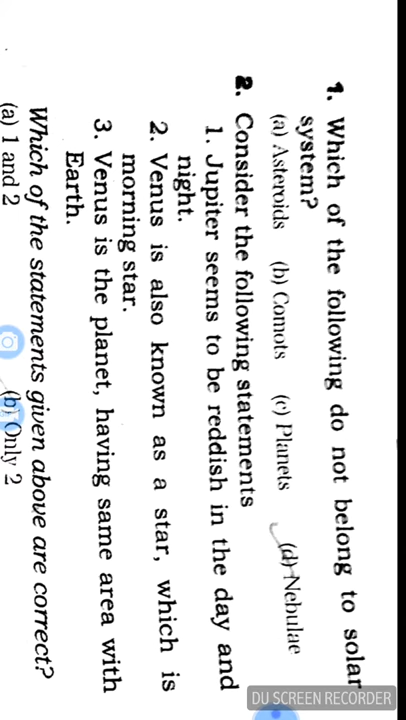 1. Which of the following do not belong to solar
system?
(a) Asteroids (b) Comots (c) Planets (d) Nebulae
2. Consider the following statements
1. Jupiter seems to be reddish in the day and
night.
2. Venus is also known as a star, which is
morning star.
3. Venus is the planet, having same area with
Earth.
Which of the statements given above are correct?
(a) 1 and 2 (b) Only 2
DU SCREEN RECORDER